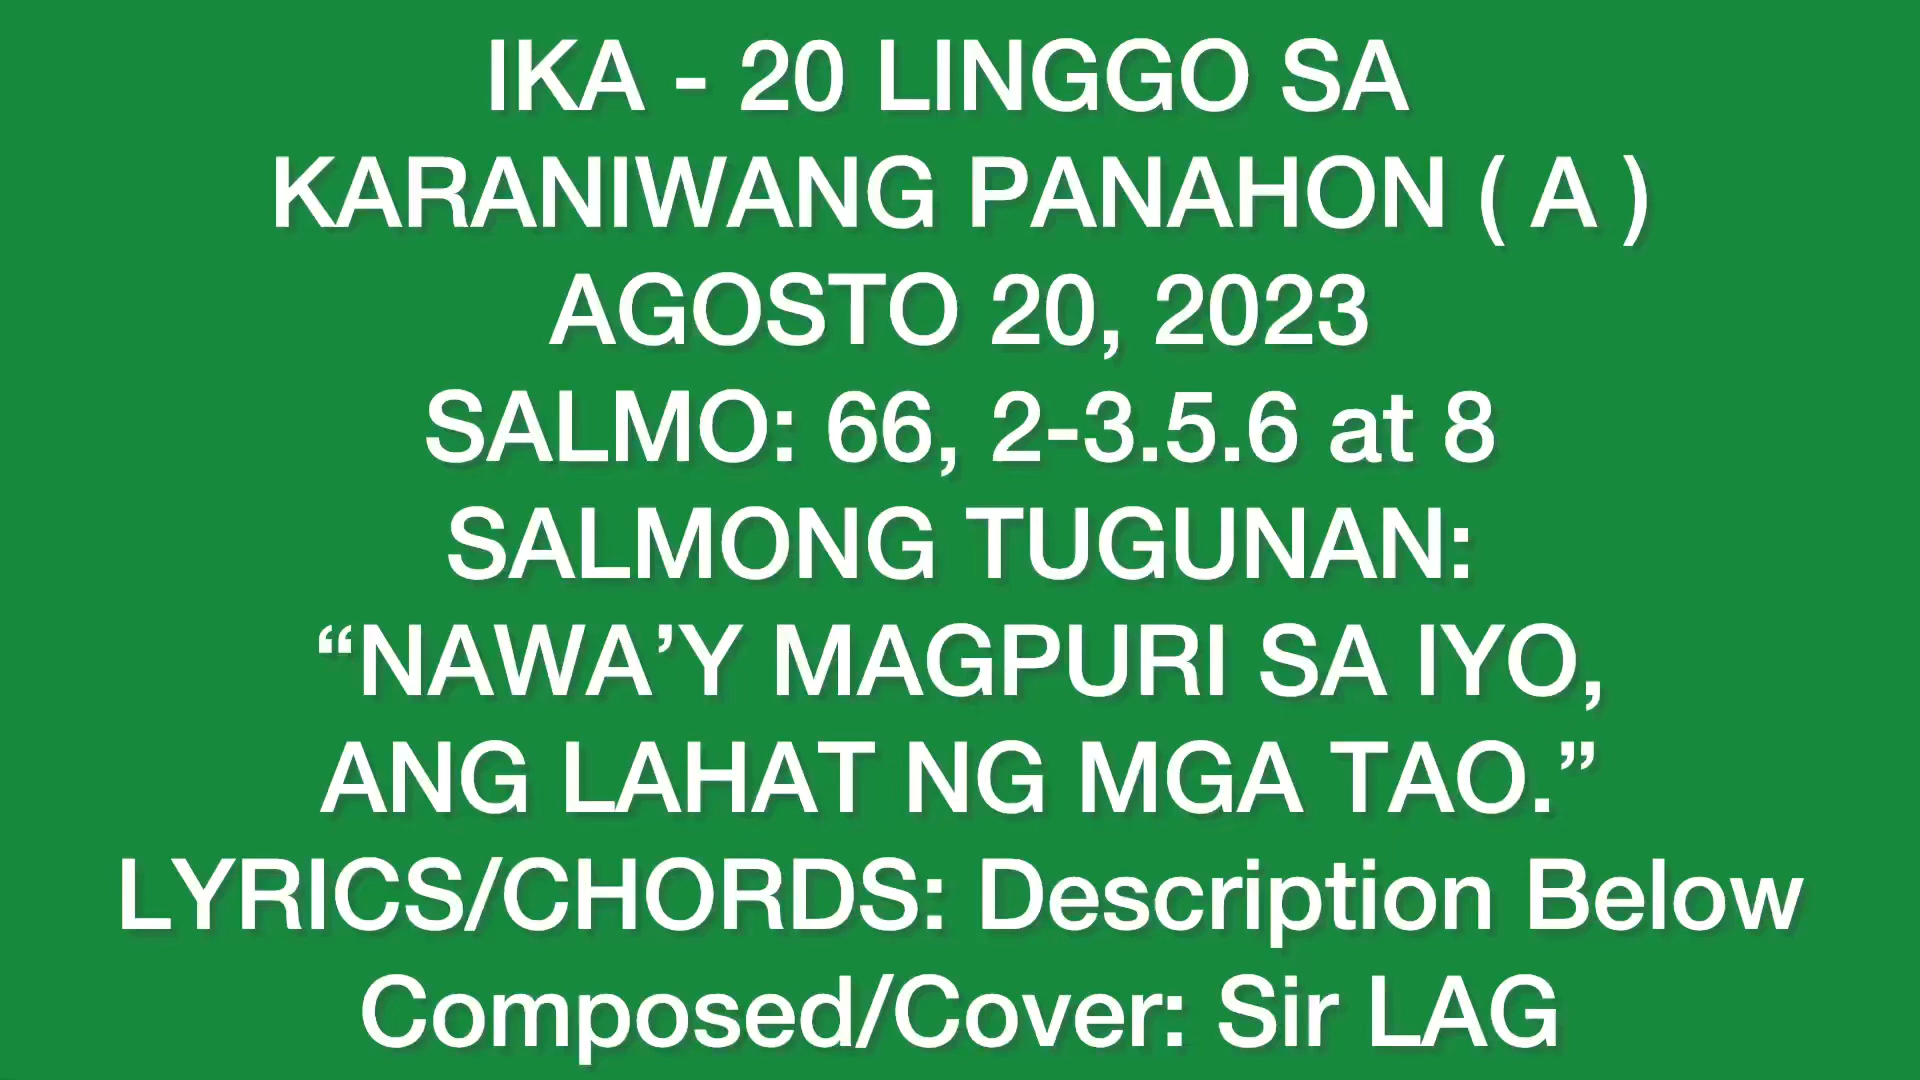 IKA - 20 LINGGO SA
KARANIWANG PANAHON ( A )
AGOSTO 20, 2023
SALMO: 66, 2-3.5.6 at 8
SALMONG TUGUNAN:
“NAWA’Y MAGPURI SA IYO,
ANG LAHAT NG MGA TAO.”
LYRICS/CHORDS: Description Below
Composed/Cover: Sir LAG